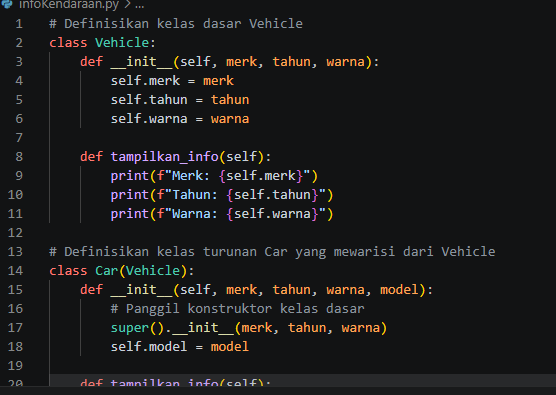 infoKendaraan.py > ...
1 # Definisikan kelas dasar Vehicle
2 class Vehicle:
3     def __init__(self, merk, tahun, warna):
4         self.merk = merk
5         self.tahun = tahun
6         self.warna = warna
7
8     def tampilkan_info(self):
9         print(f"Merk: {self.merk}")
10         print(f"Tahun: {self.tahun}")
11         print(f"Warna: {self.warna}")
12
13 # Definisikan kelas turunan Car yang mewarisi dari Vehicle
14 class Car(Vehicle):
15     def __init__(self, merk, tahun, warna, model):
16         # Panggil konstruktor kelas dasar
17         super().__init__(merk, tahun, warna)
18         self.model = model
19
20     def tampilkan_info(self):